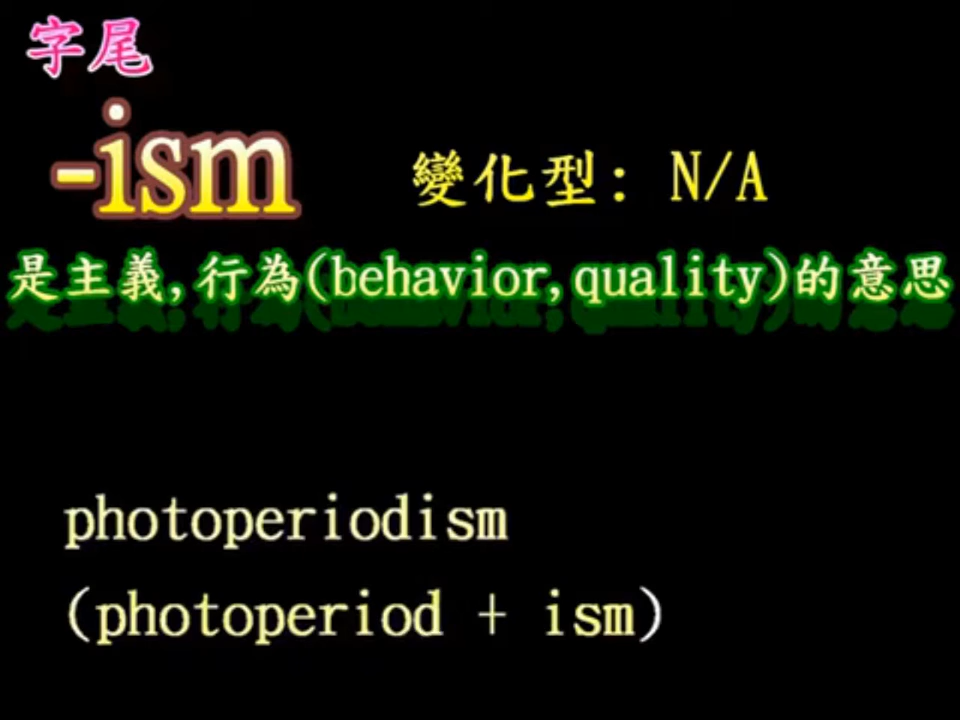 字尾
-ism 變化型: N/A
是主義,行為(behavior,quality)的意思
photoperiodism
(photoperiod + ism)